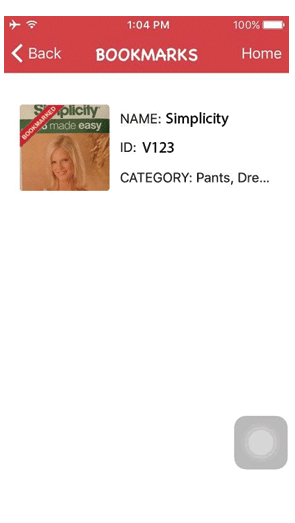 1:04 PM 100%
Back BOOKMARKS Home
Simplicity
BOOKMARKED
made easy
NAME: Simplicity
ID: V123
CATEGORY: Pants, Dre...